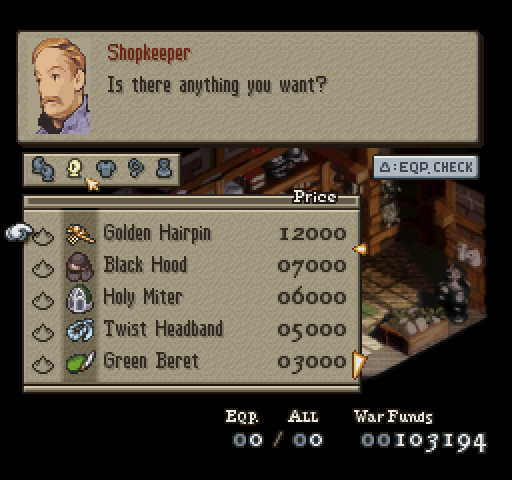 Shopkeeper
Is there anything you want?
△:EQP. CHECK
Price
Golden Hairpin 12000
Black Hood 07000
Holy Miter 06000
Twist Headband 05000
Green Beret 03000
Eqp. All War Funds
00 / 00 00103194